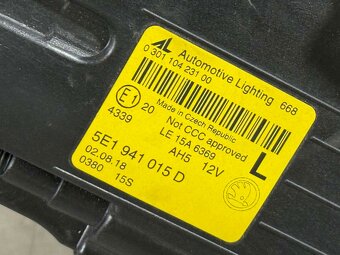 AL Automotive Lighting 668
0 301 104 231 00
Made in Czech Republic
E1 20 Not CCC approved
4339 LE 15A 6369
AH5 12V L
5E1 941 015 D
02.08.18
0380 15S